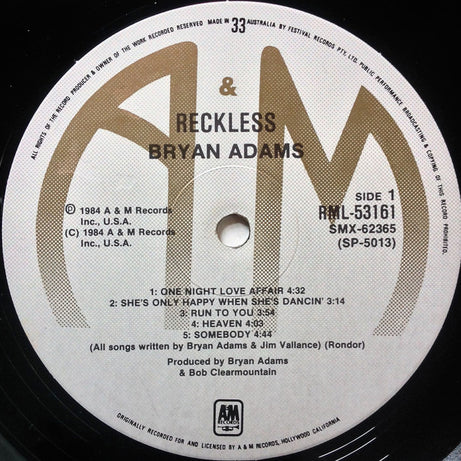 ALL RIGHTS OF THE RECORD PRODUCER & OWNER OF THE WORK RECORDED RESERVED MADE IN 33 AUSTRALIA BY FESTIVAL RECORDS PTY. LTD. PUBLIC PERFORMANCE BROADCASTING & COPYING OF THIS RECORD PROHIBITED.
A & M
RECKLESS
BRYAN ADAMS
SIDE 1
RML-53161
SMX-62365
(SP-5013)
℗ 1984 A & M Records
Inc., U.S.A.
(C) 1984 A & M Records
Inc., U.S.A.
1: ONE NIGHT LOVE AFFAIR 4:32
2: SHE'S ONLY HAPPY WHEN SHE'S DANCIN' 3:14
3: RUN TO YOU 3:54
4: HEAVEN 4:03
5: SOMEBODY 4:44
(All songs written by Bryan Adams & Jim Vallance) (Rondor)
Produced by Bryan Adams
& Bob Clearmountain
A&M
RECORDS
ORIGINALLY RECORDED FOR AND LICENSED BY A & M RECORDS, HOLLYWOOD CALIFORNIA